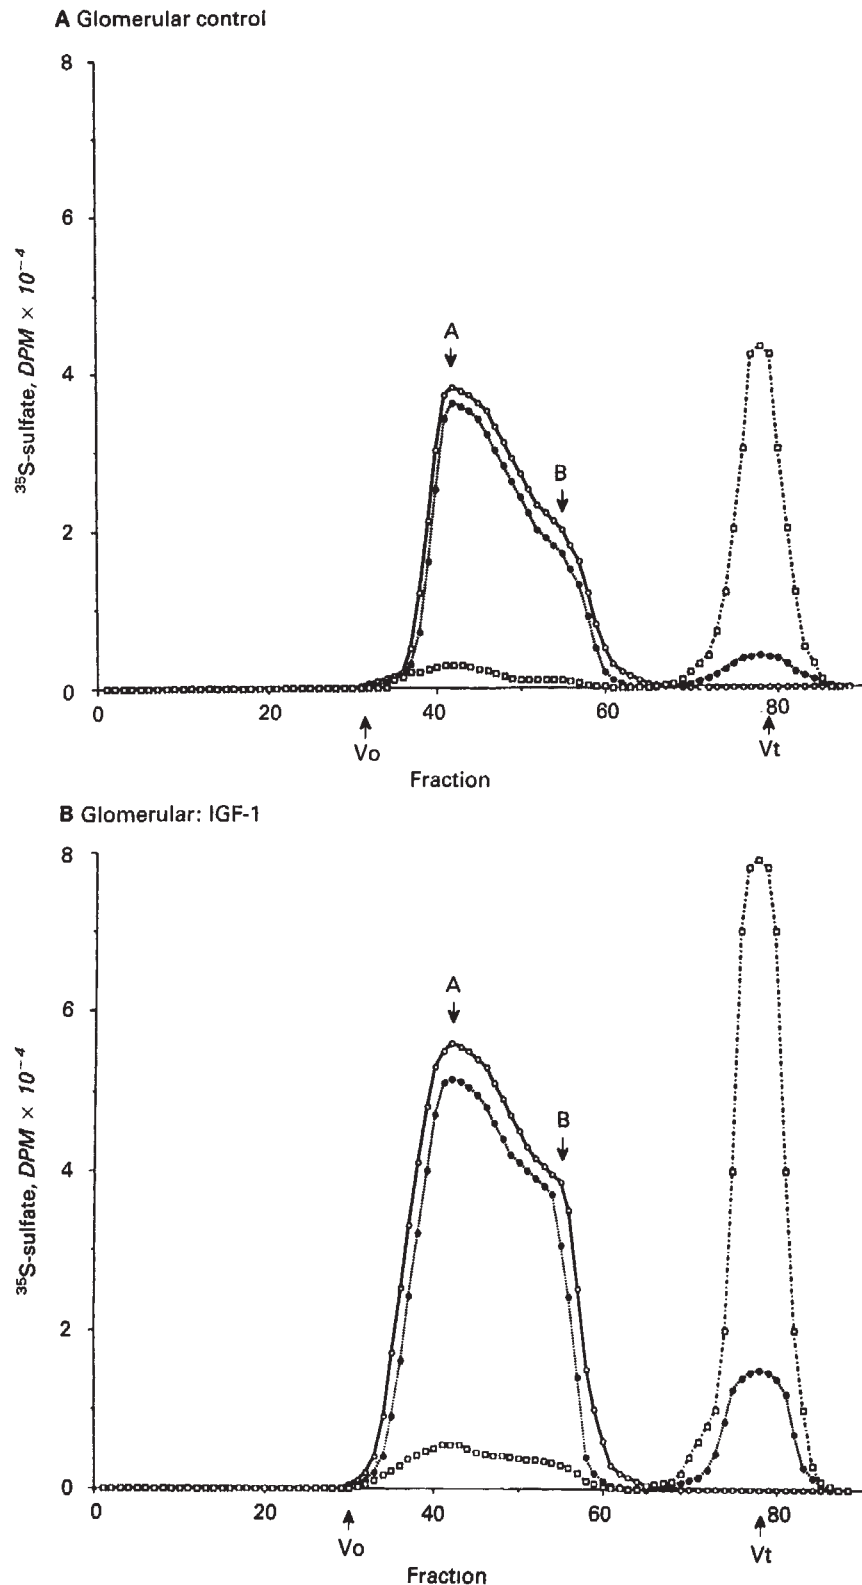 A Glomerular control
8
6
4
2
0
³⁵S-sulfate, DPM × 10⁻⁴
A
B
0 20 40 60 80
Vo Vt
Fraction
B Glomerular: IGF-1
8
6
4
2
0
³⁵S-sulfate, DPM × 10⁻⁴
A
B
0 20 40 60 80
Vo Vt
Fraction